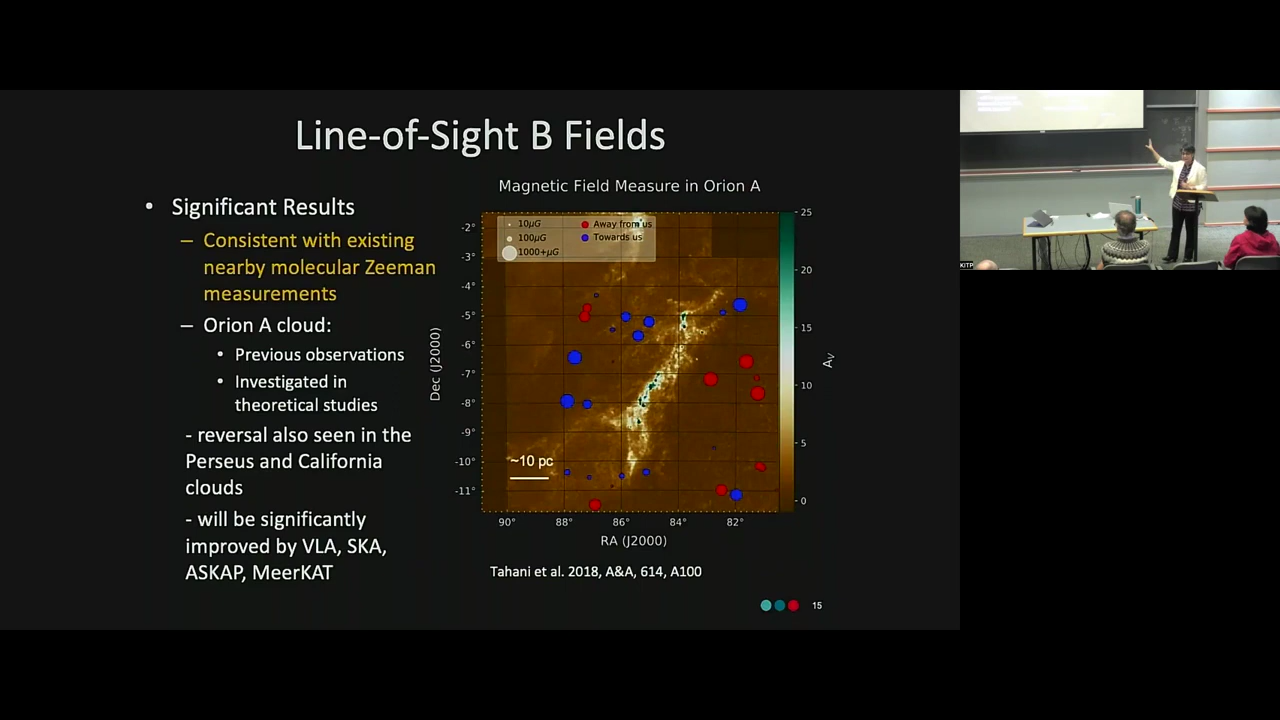 Line-of-Sight B Fields
• Significant Results
– Consistent with existing
nearby molecular Zeeman
measurements
– Orion A cloud:
• Previous observations
• Investigated in
theoretical studies
- reversal also seen in the
Perseus and California
clouds
- will be significantly
improved by VLA, SKA,
ASKAP, MeerKAT
Magnetic Field Measure in Orion A
10μG
100μG
1000+μG
Away from us
Towards us
-2°
-3°
-4°
-5°
-6°
-7°
-8°
-9°
-10°
-11°
Dec (J2000)
~10 pc
90° 88° 86° 84° 82°
RA (J2000)
25
20
15
10
5
0
Av
Tahani et al. 2018, A&A, 614, A100
15
KITP